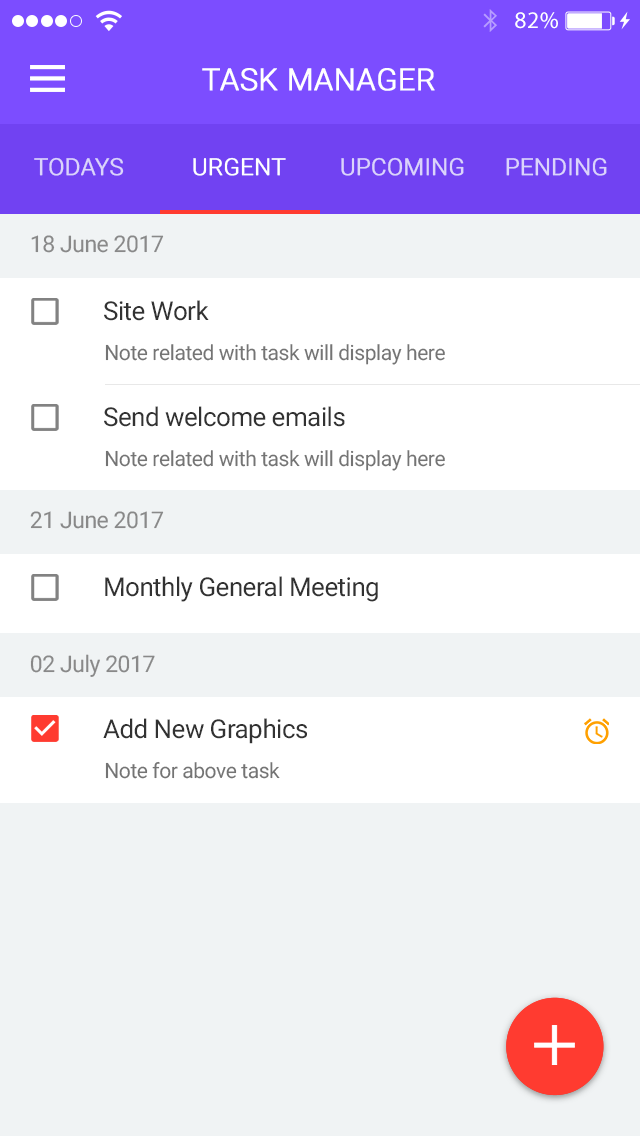 82%
TASK MANAGER
TODAYS URGENT UPCOMING PENDING
18 June 2017
Site Work
Note related with task will display here
Send welcome emails
Note related with task will display here
21 June 2017
Monthly General Meeting
02 July 2017
Add New Graphics
Note for above task